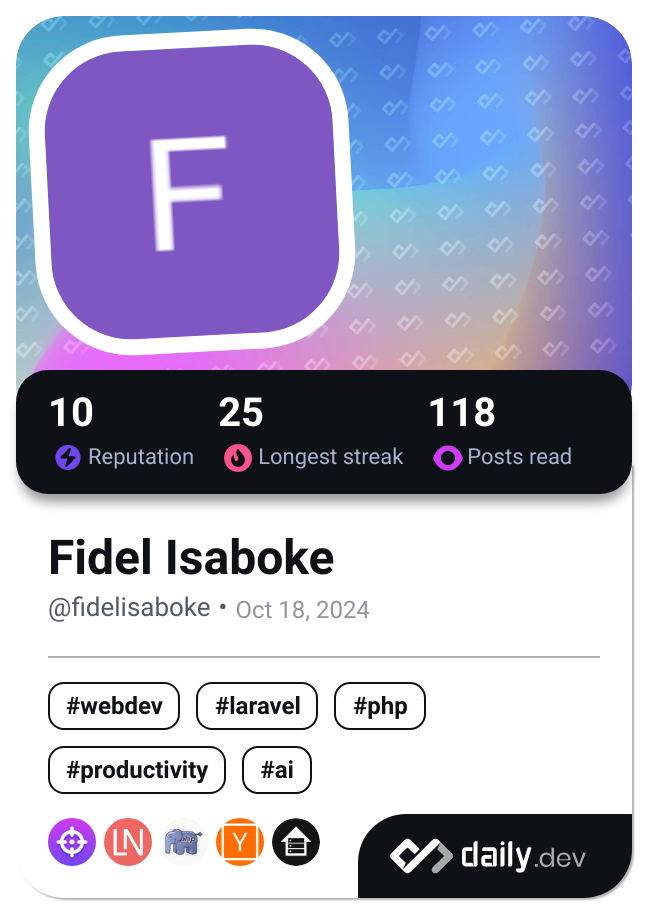 F
10 25 118
Reputation Longest streak Posts read
Fidel Isaboke
@fidelisaboke • Oct 18, 2024
#webdev #laravel #php
#productivity #ai
LN php Y
daily.dev